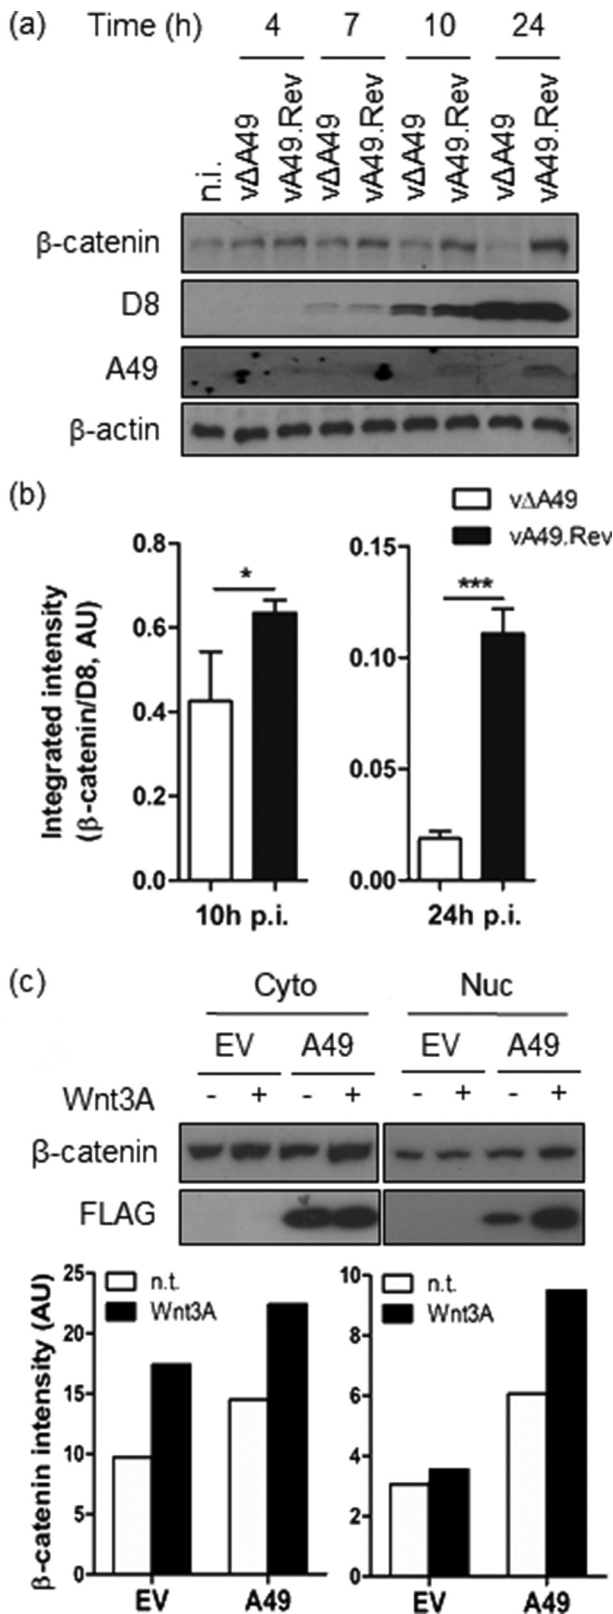 (a) Time (h) 4 7 10 24
n.i. vΔA49 vA49.Rev vΔA49 vA49.Rev vΔA49 vA49.Rev vΔA49 vA49.Rev
β-catenin
D8
A49
β-actin
(b)
vΔA49
vA49.Rev
Integrated intensity
(β-catenin/D8, AU)
0.8
0.6
0.4
0.2
0.0
*
10h p.i.
0.15
0.10
0.05
0.00
***
24h p.i.
(c)
Cyto Nuc
EV A49 EV A49
Wnt3A - + - + - + - +
β-catenin
FLAG
β-catenin intensity (AU)
25
20
15
10
5
0
n.t.
Wnt3A
EV A49
10
8
6
4
2
0
n.t.
Wnt3A
EV A49